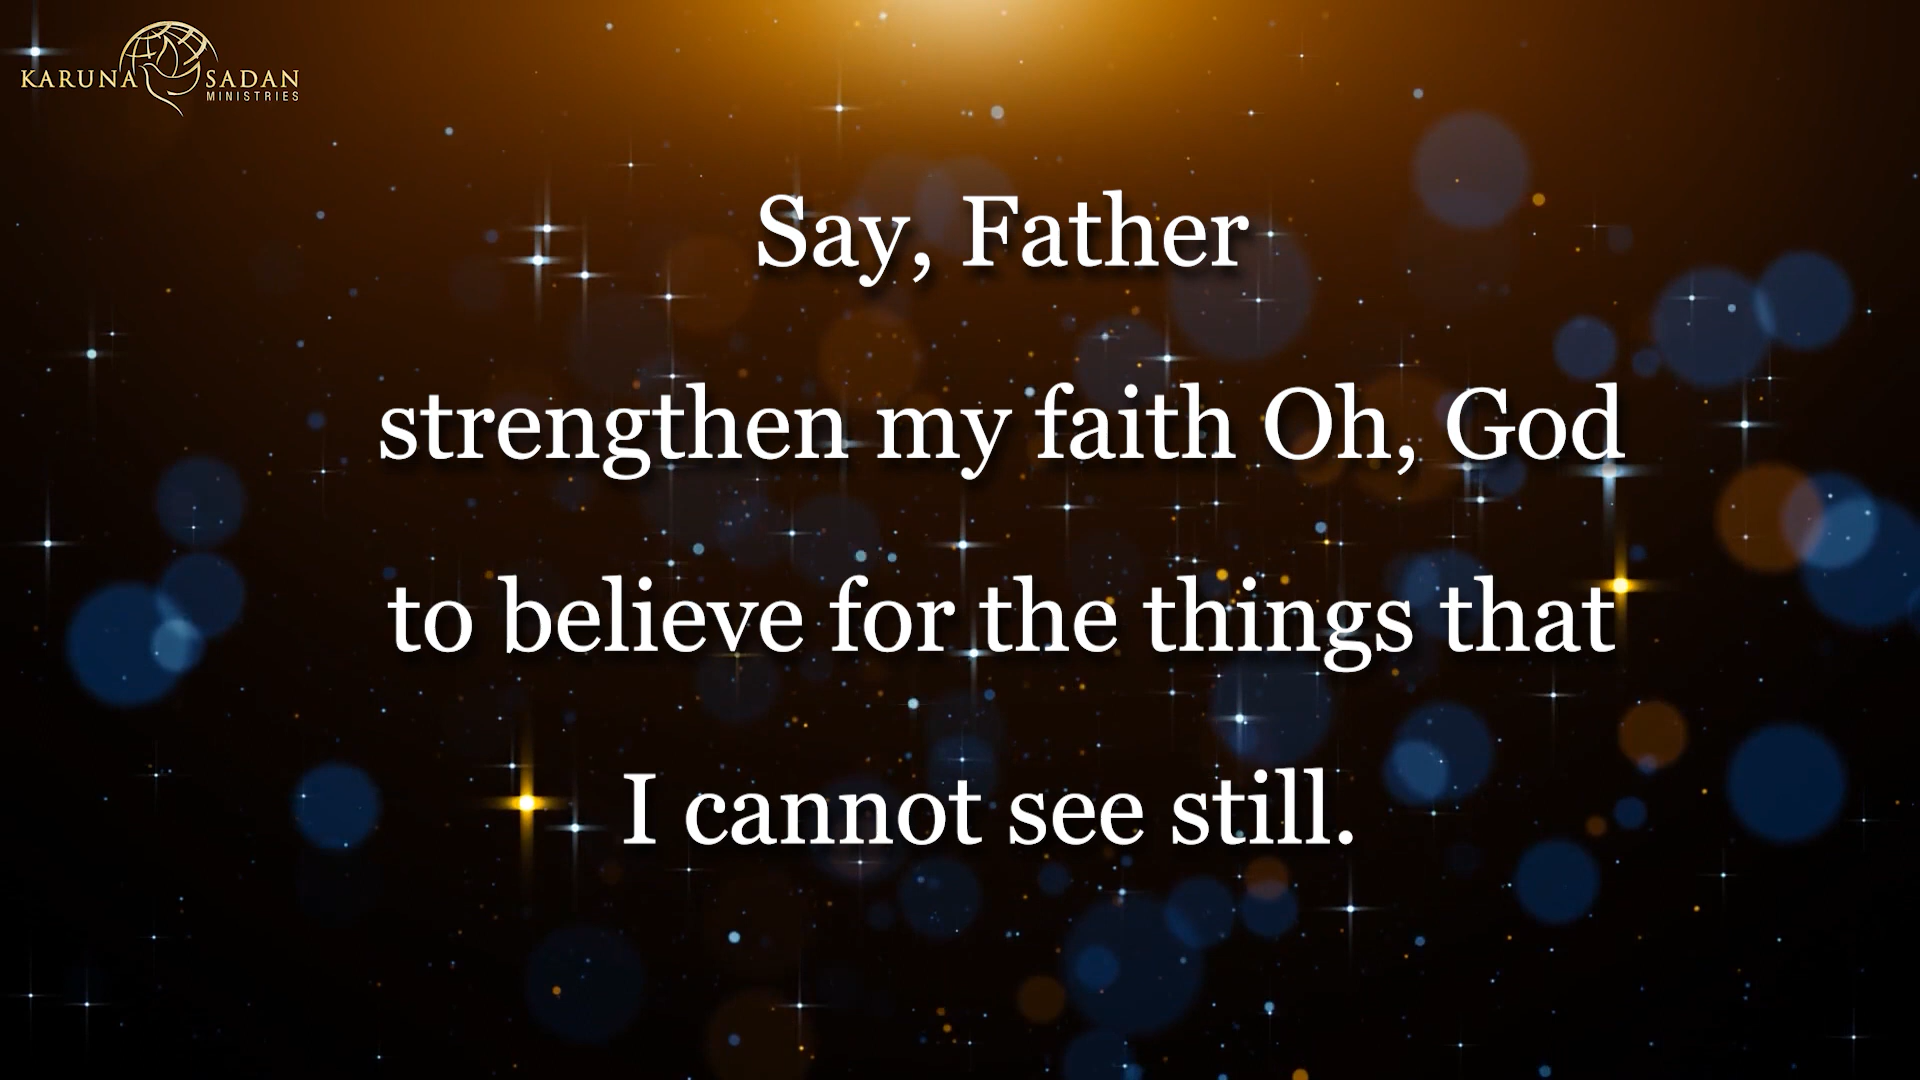 KARUNA SADAN
MINISTRIES
Say, Father
strengthen my faith Oh, God
to believe for the things that
I cannot see still.